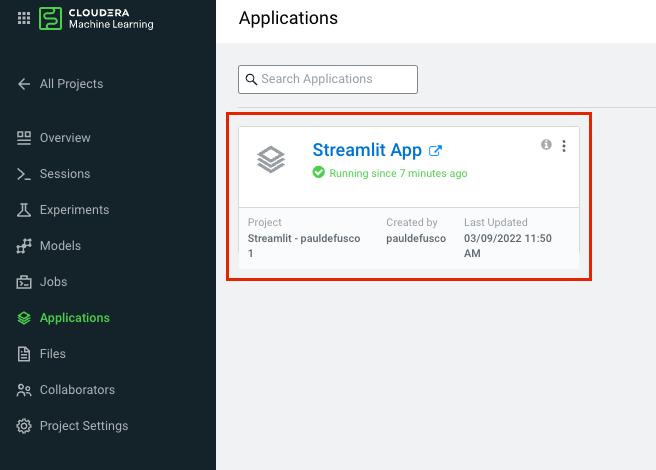 CLOUDERA
Machine Learning
All Projects
Overview
Sessions
Experiments
Models
Jobs
Applications
Files
Collaborators
Project Settings
Applications
Search Applications
Streamlit App
Running since 7 minutes ago
Project
Streamlit - pauldefusco
1
Created by
pauldefusco
Last Updated
03/09/2022 11:50
AM